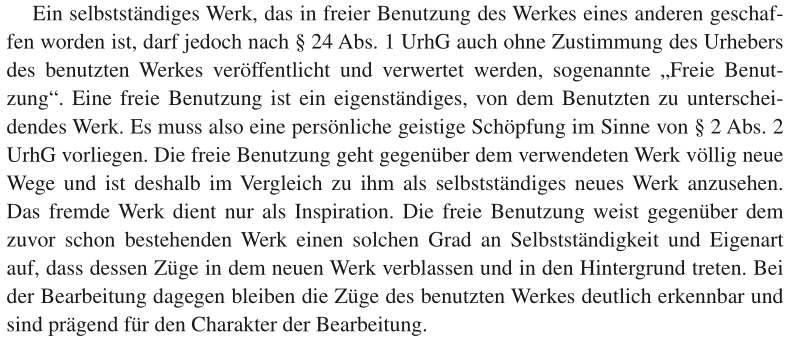 Ein selbstständiges Werk, das in freier Benutzung des Werkes eines anderen geschaf-
fen worden ist, darf jedoch nach § 24 Abs. 1 UrhG auch ohne Zustimmung des Urhebers
des benutzten Werkes veröffentlicht und verwertet werden, sogenannte „Freie Benut-
zung“. Eine freie Benutzung ist ein eigenständiges, von dem Benutzten zu unterschei-
dendes Werk. Es muss also eine persönliche geistige Schöpfung im Sinne von § 2 Abs. 2
UrhG vorliegen. Die freie Benutzung geht gegenüber dem verwendeten Werk völlig neue
Wege und ist deshalb im Vergleich zu ihm als selbstständiges neues Werk anzusehen.
Das fremde Werk dient nur als Inspiration. Die freie Benutzung weist gegenüber dem
zuvor schon bestehenden Werk einen solchen Grad an Selbstständigkeit und Eigenart
auf, dass dessen Züge in dem neuen Werk verblassen und in den Hintergrund treten. Bei
der Bearbeitung dagegen bleiben die Züge des benutzten Werkes deutlich erkennbar und
sind prägend für den Charakter der Bearbeitung.